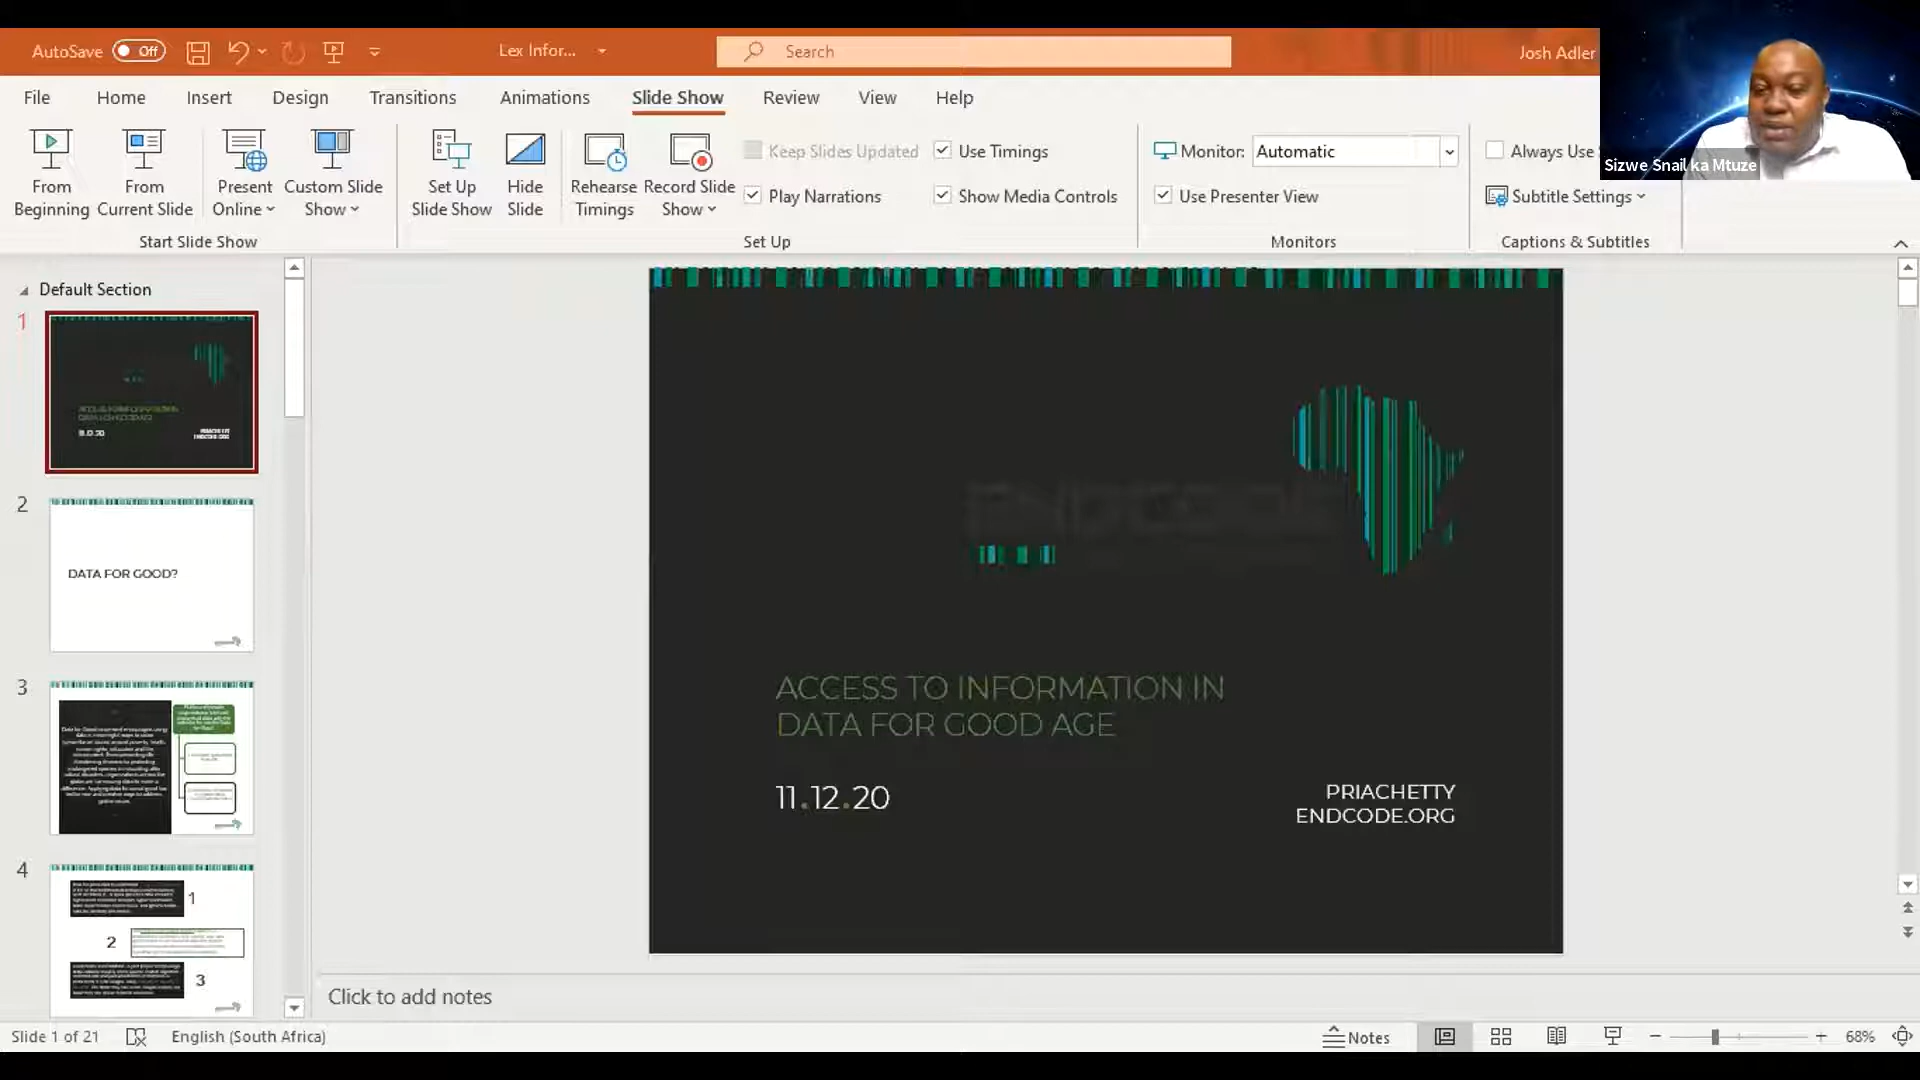 AutoSave Off
Lex Infor...
Search
Josh Adler
File Home Insert Design Transitions Animations Slide Show Review View Help
From Beginning
From Current Slide
Present Online
Custom Slide Show
Start Slide Show
Set Up Slide Show
Hide Slide
Rehearse Timings
Record Slide Show
Keep Slides Updated
Play Narrations
Use Timings
Show Media Controls
Set Up
Monitor: Automatic
Use Presenter View
Monitors
Always Use
Subtitle Settings
Captions & Subtitles
Sizwe Snail ka Mtuze
Default Section
1
11.12.20
2
DATA FOR GOOD?
3
4
1
2
3
ENDCODE
ACCESS TO INFORMATION IN
DATA FOR GOOD AGE
11.12.20
PRIACHETTY
ENDCODE.ORG
Click to add notes
Slide 1 of 21
English (South Africa)
Notes
68%